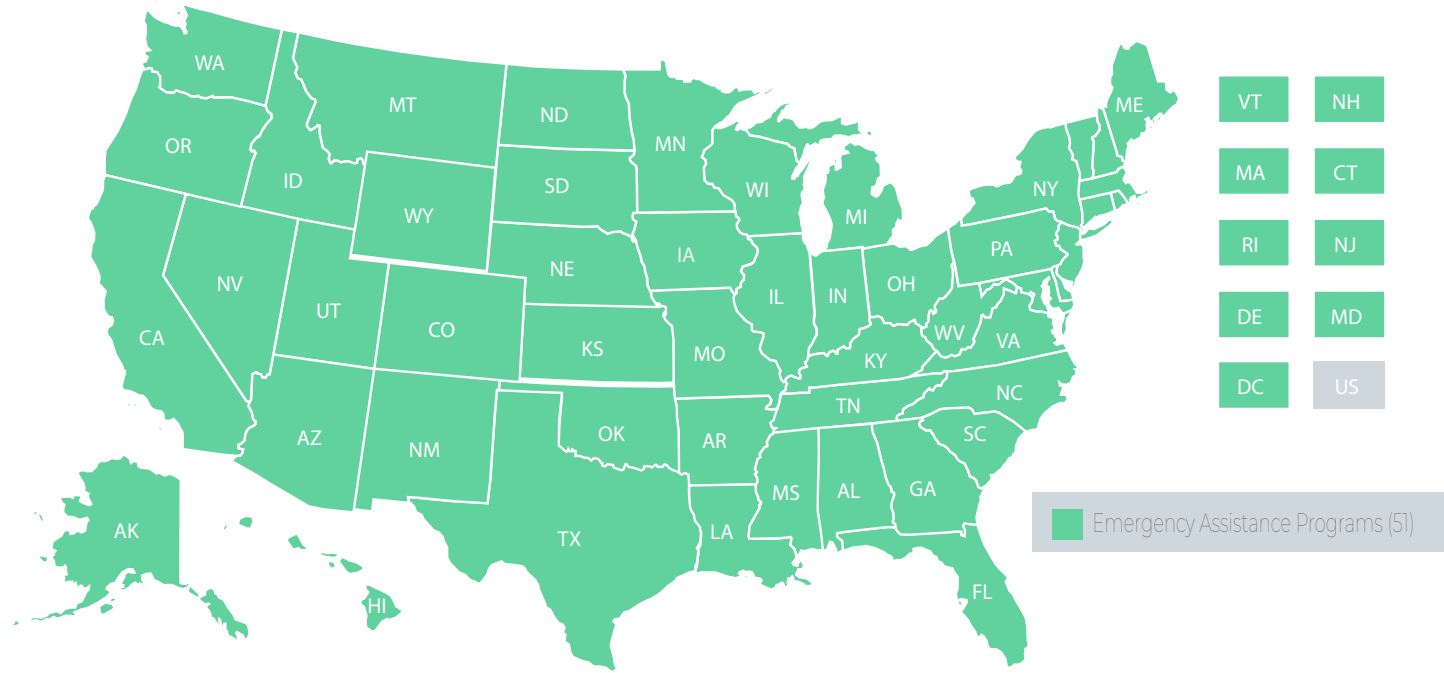 WA
MT
ND
MN
ME
VT
NH
OR
ID
SD
WI
MI
NY
MA
CT
WY
IA
PA
RI
NJ
NV
UT
CO
NE
IL
IN
OH
WV
VA
DE
MD
CA
KS
MO
KY
DC
US
AZ
NM
OK
AR
TN
NC
SC
MS
AL
GA
AK
TX
LA
Emergency Assistance Programs (51)
HI
FL